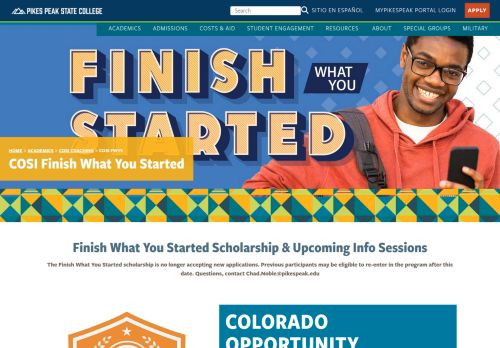 PIKES PEAK STATE COLLEGE
SITIO EN ESPAÑOL
MYPIKESPEAK PORTAL LOGIN
APPLY
ACADEMICS ADMISSIONS COSTS & AID STUDENT ENGAGEMENT RESOURCES ABOUT SPECIAL GROUPS MILITARY
FINISH
WHAT
YOU
STARTED
HOME > ACADEMICS > COSI COACHING > COSI FWYS
COSI Finish What You Started
Finish What You Started Scholarship & Upcoming Info Sessions
The Finish What You Started scholarship is no longer accepting new applications. Previous participants may be eligible to re-enter in the program after this
date. Questions, contact Chad.Noble@pikespeak.edu
COLORADO
OPPORTUNITY